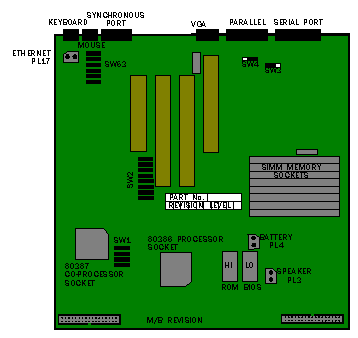 KEYBOARD
SYNCHRONOUS
PORT
VGA
PARALLEL
SERIAL PORT
MOUSE
ETHERNET
PL17
SW63
SW4
SW3
SW2
SIMM MEMORY
SOCKETS
PART No.
REVISION LEVEL
SW1
80386 PROCESSOR
SOCKET
BATTERY
PL4
80387
CO-PROCESSOR
SOCKET
HI
LO
SPEAKER
PL3
ROM BIOS
M/B REVISION